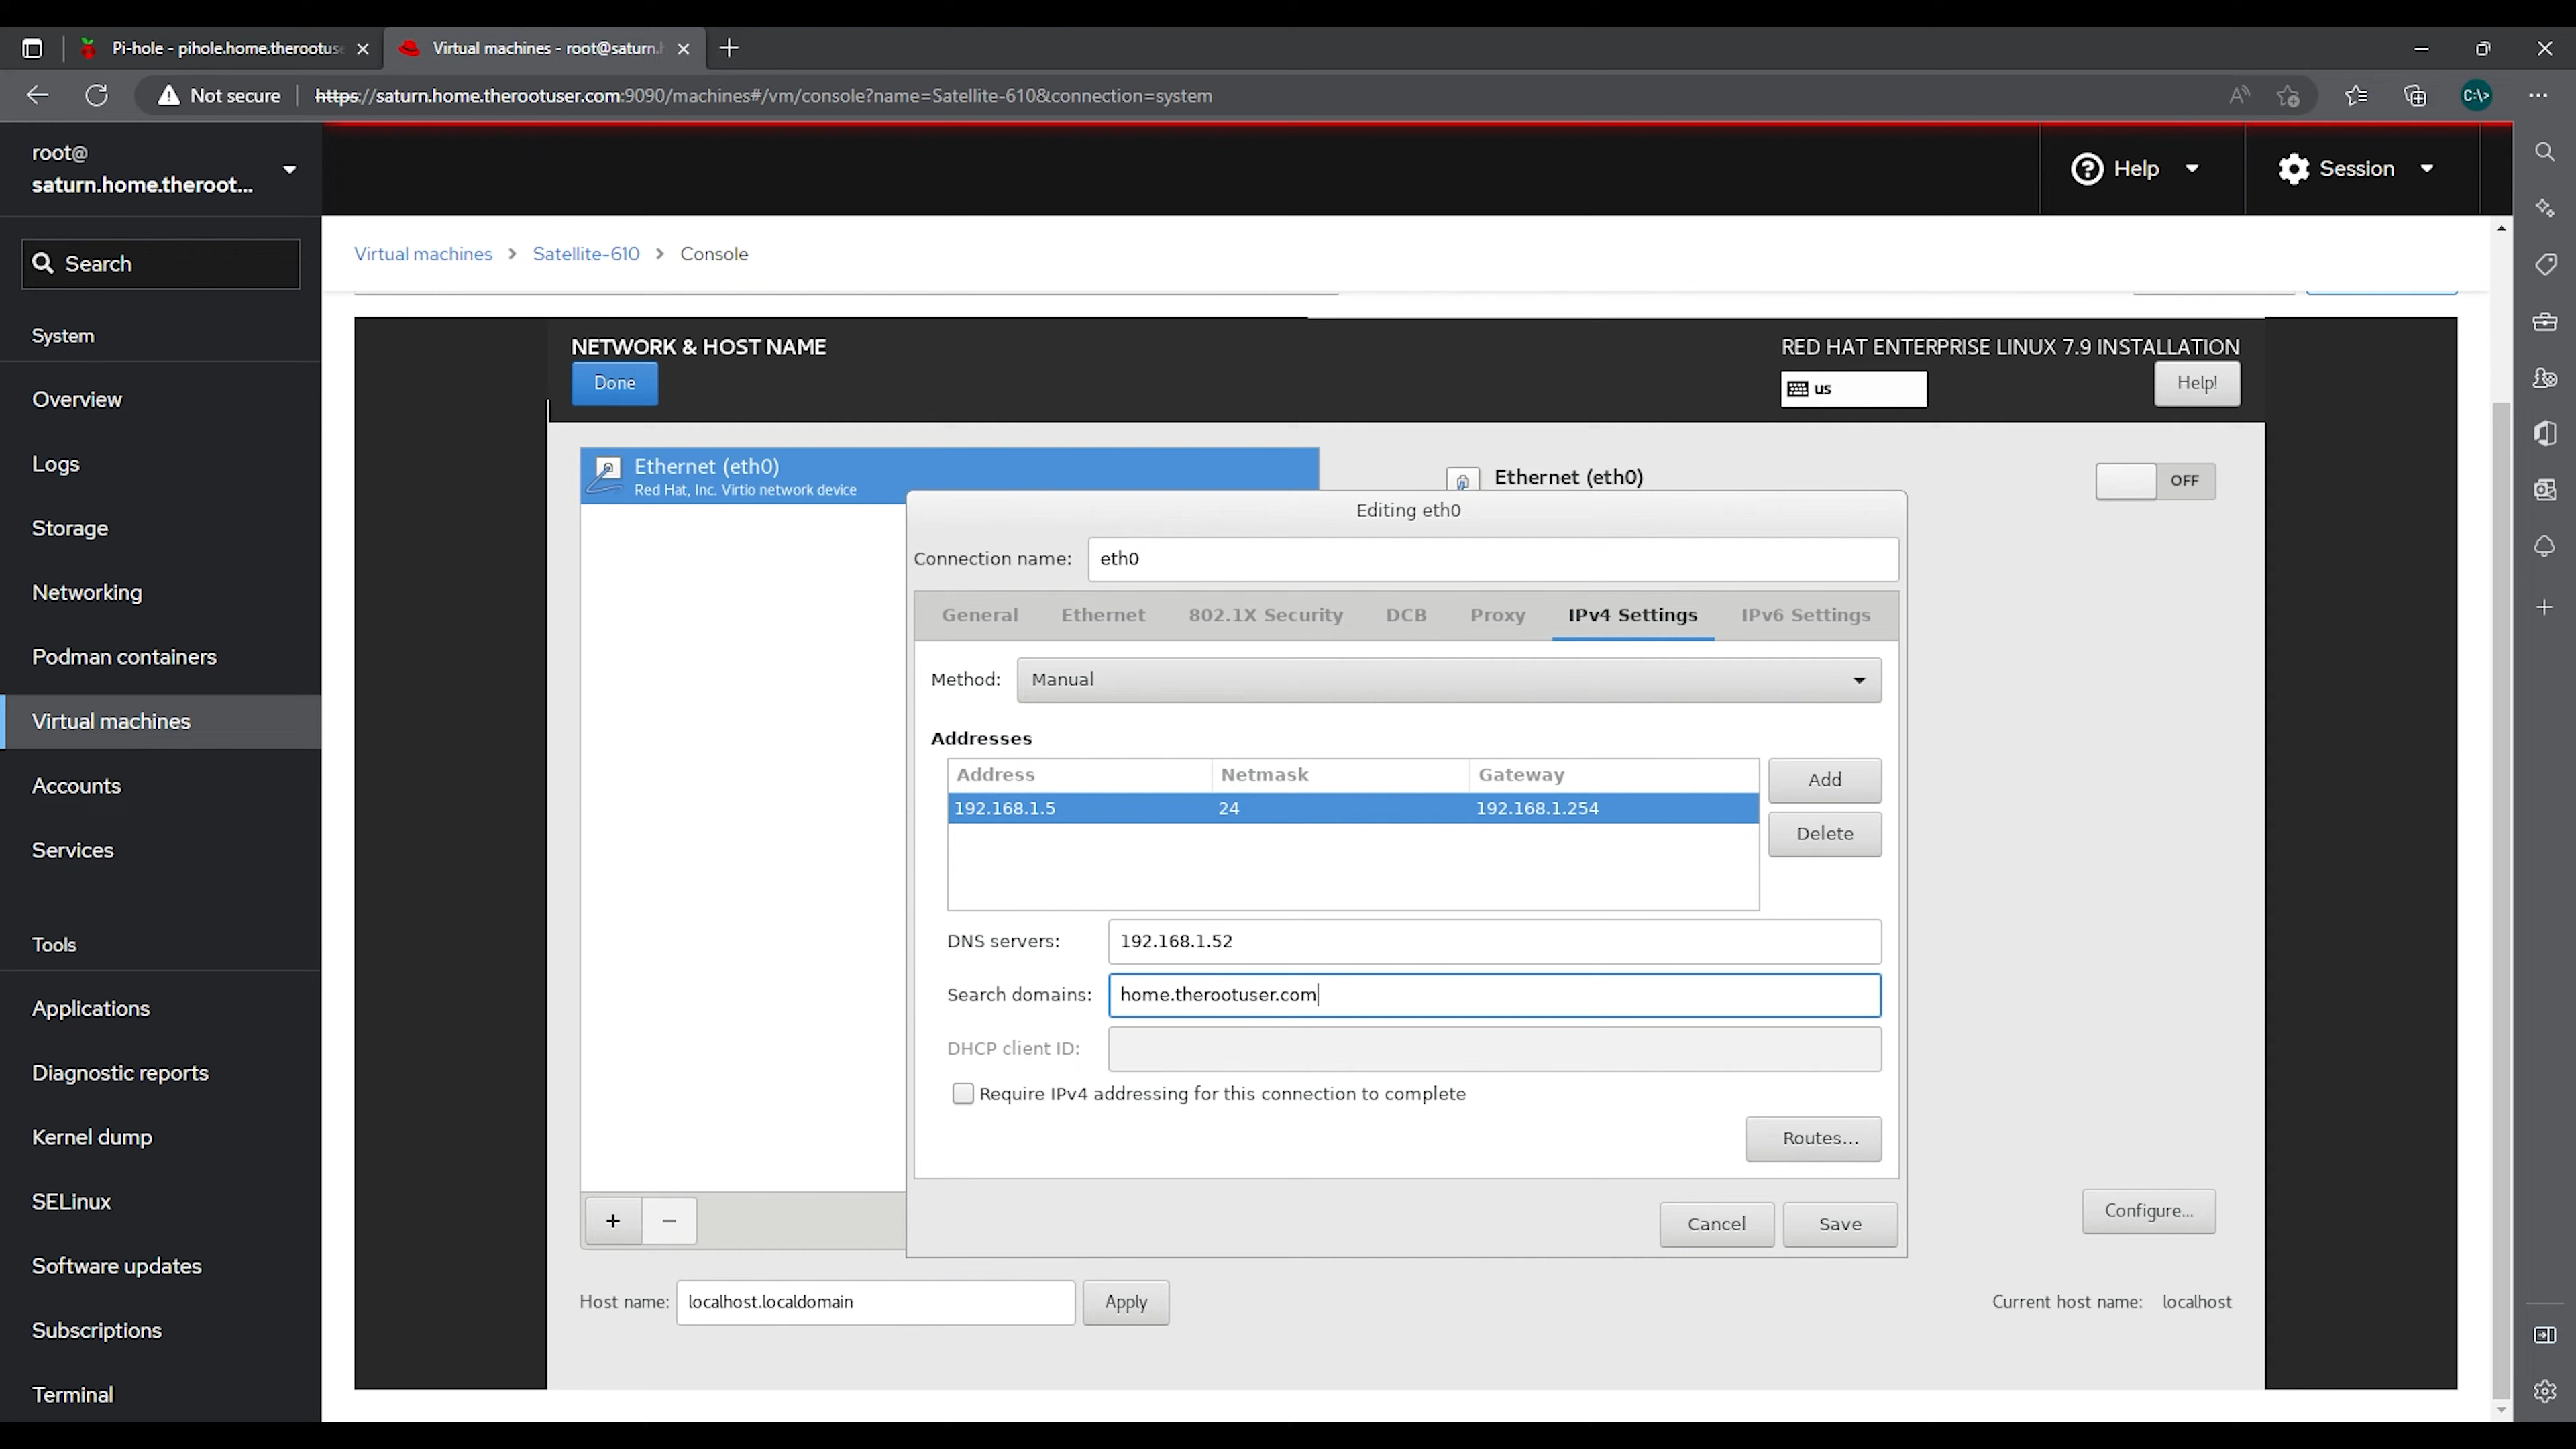 Pi-hole - pihole.home.therootuse
Virtual machines - root@saturn.h
Not secure
https://saturn.home.therootuser.com:9090/machines#/vm/console?name=Satellite-610&connection=system
C:\>
root@
saturn.home.theroot...
Help
Session
Search
Virtual machines > Satellite-610 > Console
System
Overview
Logs
Storage
Networking
Podman containers
Virtual machines
Accounts
Services
Tools
Applications
Diagnostic reports
Kernel dump
SELinux
Software updates
Subscriptions
Terminal
NETWORK & HOST NAME
Done
RED HAT ENTERPRISE LINUX 7.9 INSTALLATION
us
Help!
Ethernet (eth0)
Red Hat, Inc. Virtio network device
Ethernet (eth0)
OFF
Editing eth0
Connection name: eth0
General Ethernet 802.1X Security DCB Proxy IPv4 Settings IPv6 Settings
Method: Manual
Addresses
Address Netmask Gateway
192.168.1.5 24 192.168.1.254
Add
Delete
DNS servers: 192.168.1.52
Search domains: home.therootuser.com
DHCP client ID:
Require IPv4 addressing for this connection to complete
Routes...
Cancel Save
+ −
Configure...
Host name: localhost.localdomain Apply
Current host name: localhost